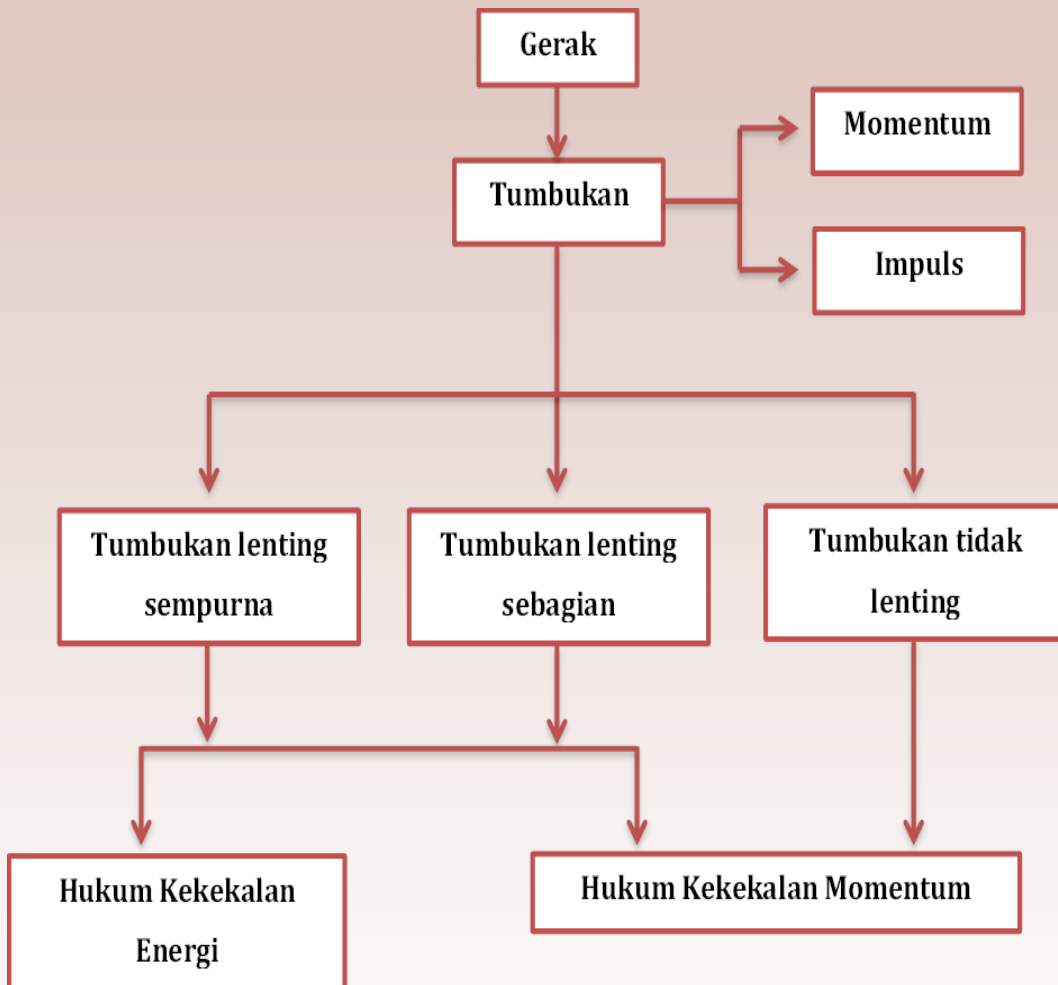 Gerak
Momentum
Tumbukan
Impuls
Tumbukan lenting
sempurna
Tumbukan lenting
sebagian
Tumbukan tidak
lenting
Hukum Kekekalan
Energi
Hukum Kekekalan Momentum